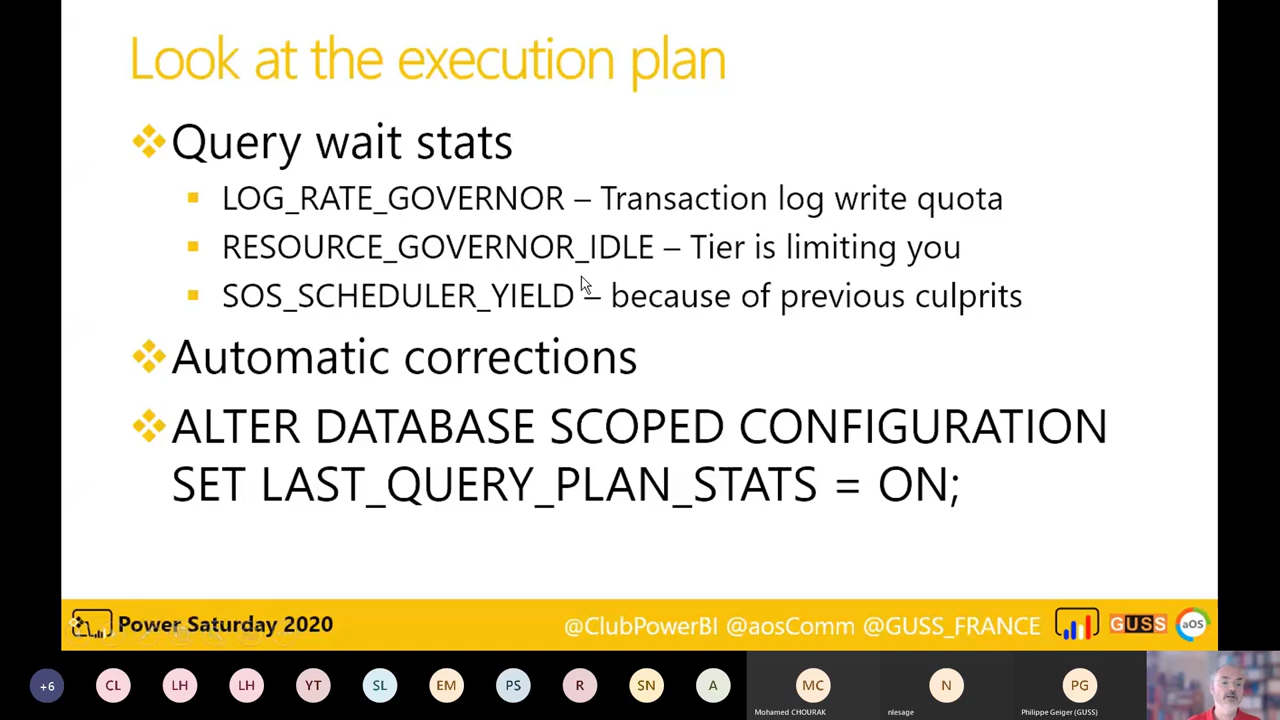 Look at the execution plan
Query wait stats
LOG_RATE_GOVERNOR – Transaction log write quota
RESOURCE_GOVERNOR_IDLE – Tier is limiting you
SOS_SCHEDULER_YIELD – because of previous culprits
Automatic corrections
ALTER DATABASE SCOPED CONFIGURATION
SET LAST_QUERY_PLAN_STATS = ON;
Power Saturday 2020
@ClubPowerBI @aosComm @GUSS_FRANCE
GUSS
aOS
+6
CL
LH
LH
YT
SL
EM
PS
R
SN
A
MC
N
PG
Mohamed CHOURAK
nlesage
Philippe Geiger (GUSS)